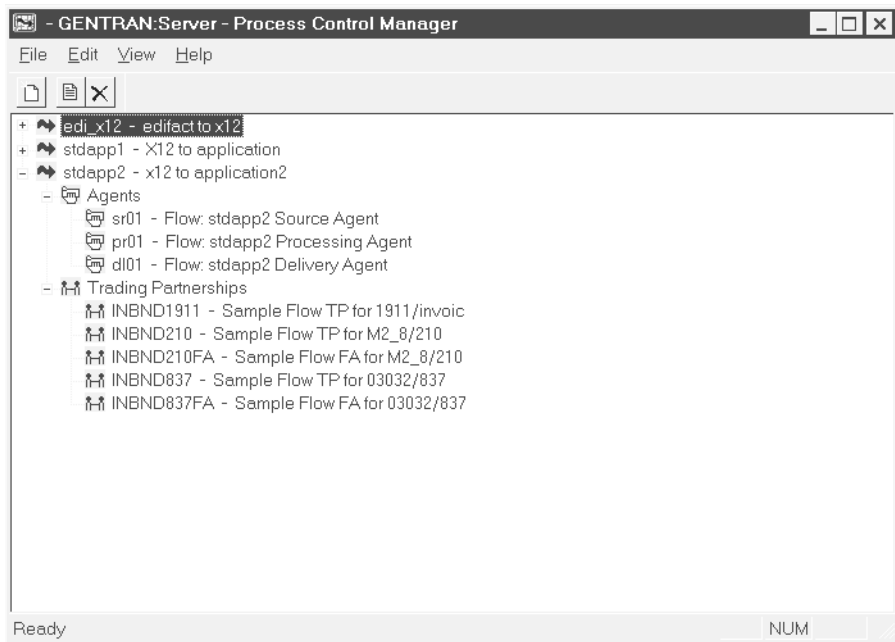 - GENTRAN:Server - Process Control Manager
File Edit View Help
edi_x12 - edifact to x12
stdapp1 - X12 to application
stdapp2 - x12 to application2
Agents
sr01 - Flow: stdapp2 Source Agent
pr01 - Flow: stdapp2 Processing Agent
dl01 - Flow: stdapp2 Delivery Agent
Trading Partnerships
INBND1911 - Sample Flow TP for 1911/invoic
INBND210 - Sample Flow TP for M2_8/210
INBND210FA - Sample Flow FA for M2_8/210
INBND837 - Sample Flow TP for 03032/837
INBND837FA - Sample Flow FA for 03032/837
Ready NUM